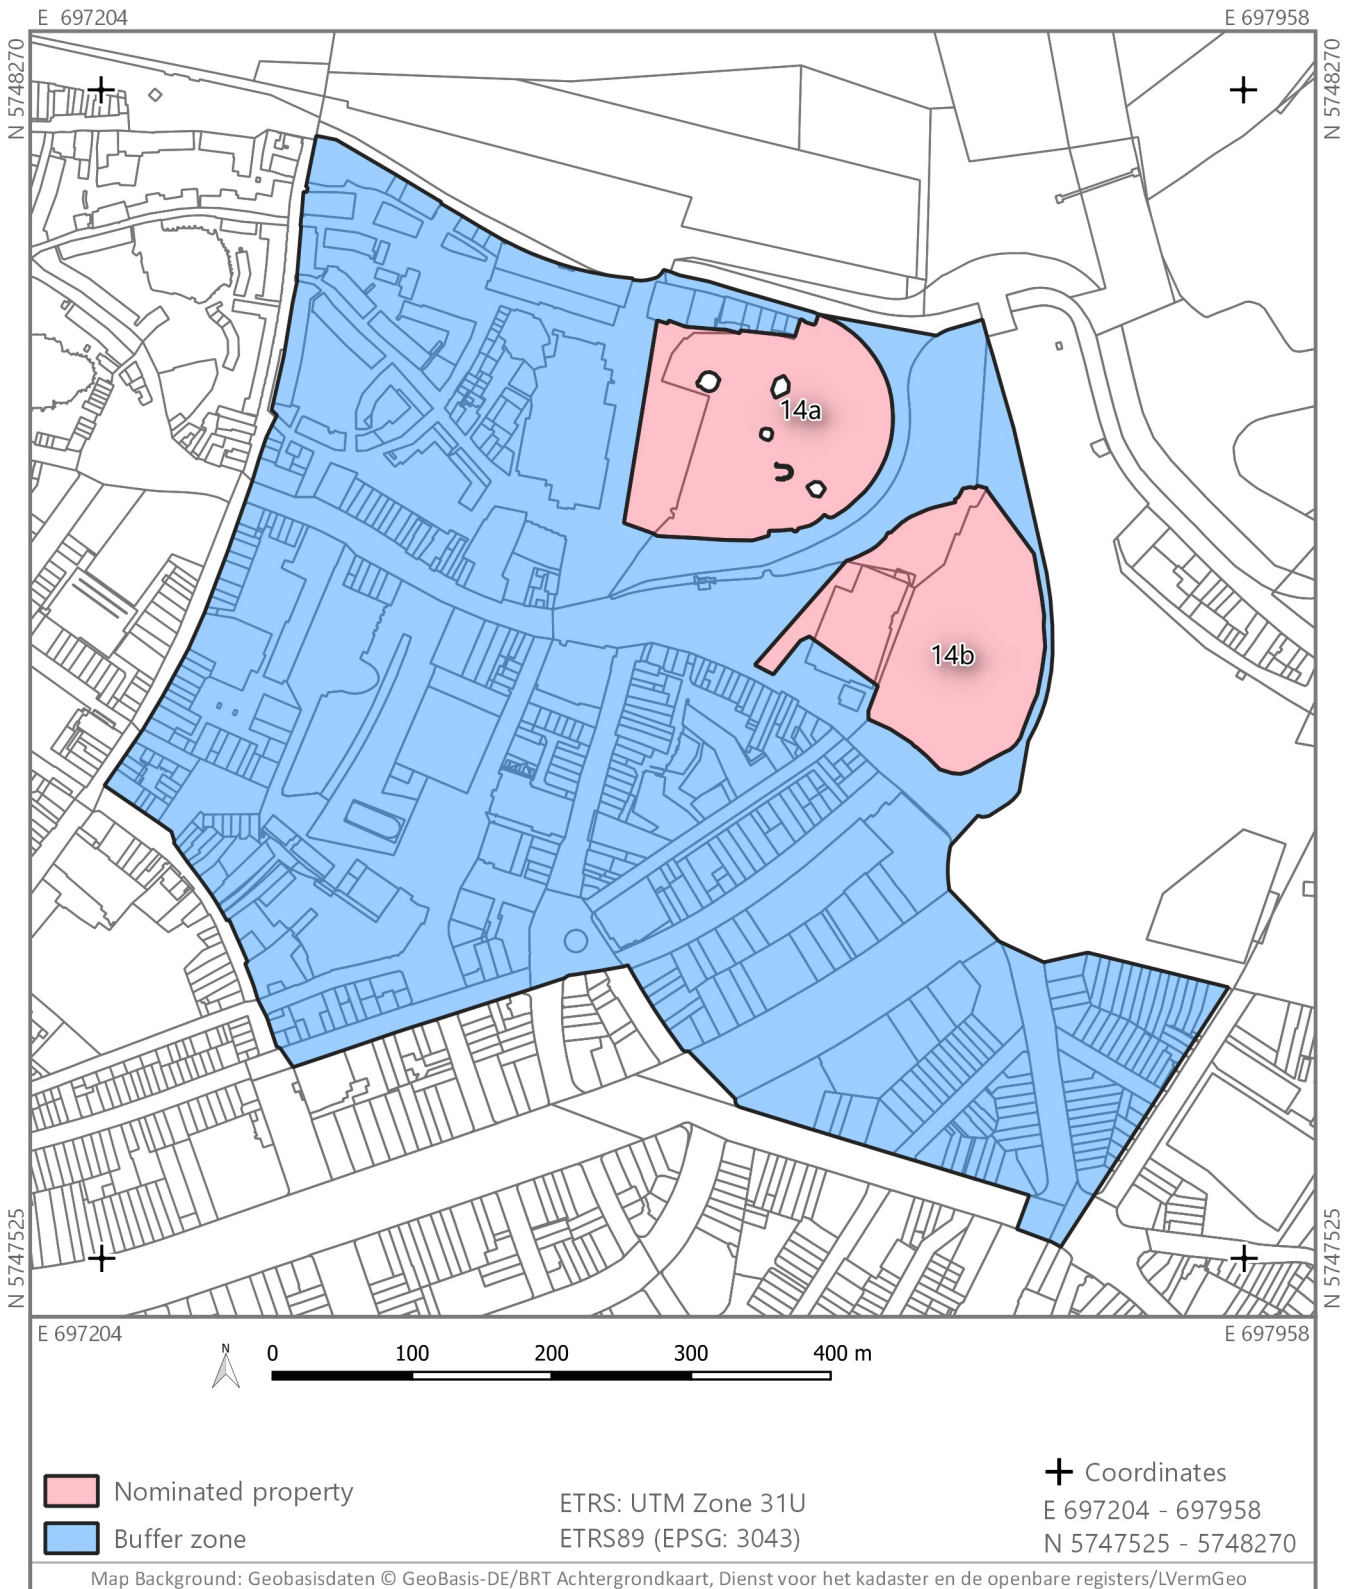 E 697204
E 697958
N 5748270
N 5748270
14a
14b
N 5747525
N 5747525
E 697204
E 697958
N
0 100 200 300 400 m
Nominated property
Buffer zone
ETRS: UTM Zone 31U
ETRS89 (EPSG: 3043)
Coordinates
E 697204 - 697958
N 5747525 - 5748270
Map Background: Geobasisdaten © GeoBasis-DE/BRT Achtergrondkaart, Dienst voor het kadaster en de openbare registers/LVermGeo